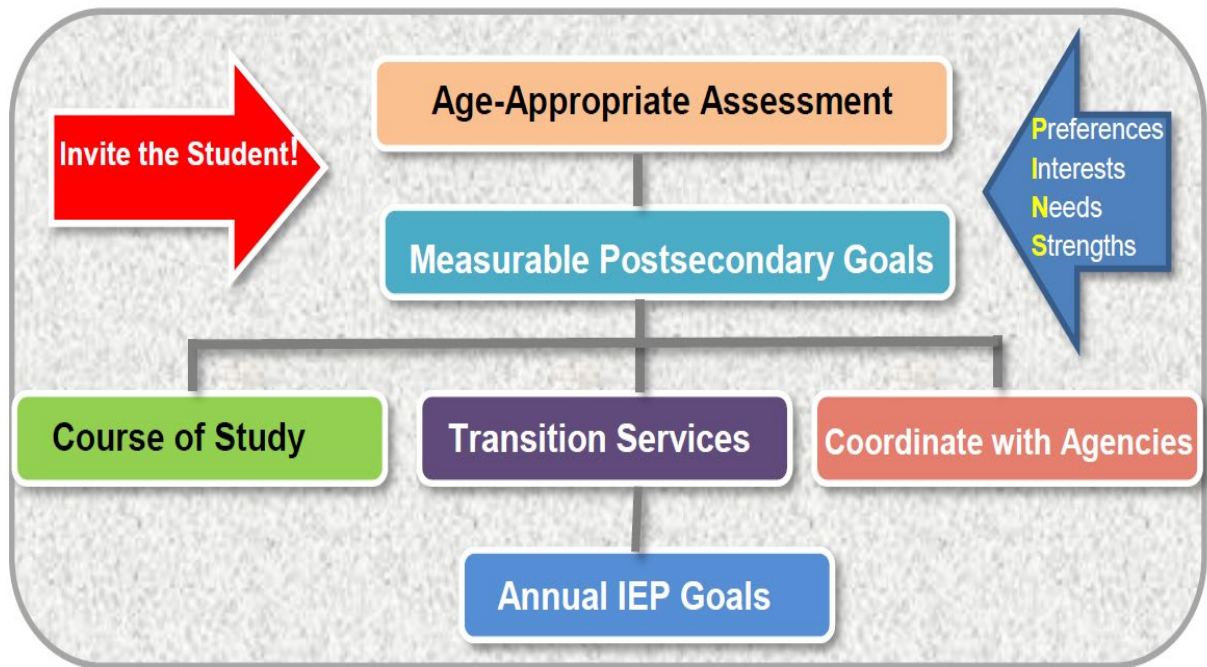 Age-Appropriate Assessment
Invite the Student!
Preferences
Interests
Needs
Strengths
Measurable Postsecondary Goals
Course of Study
Transition Services
Coordinate with Agencies
Annual IEP Goals